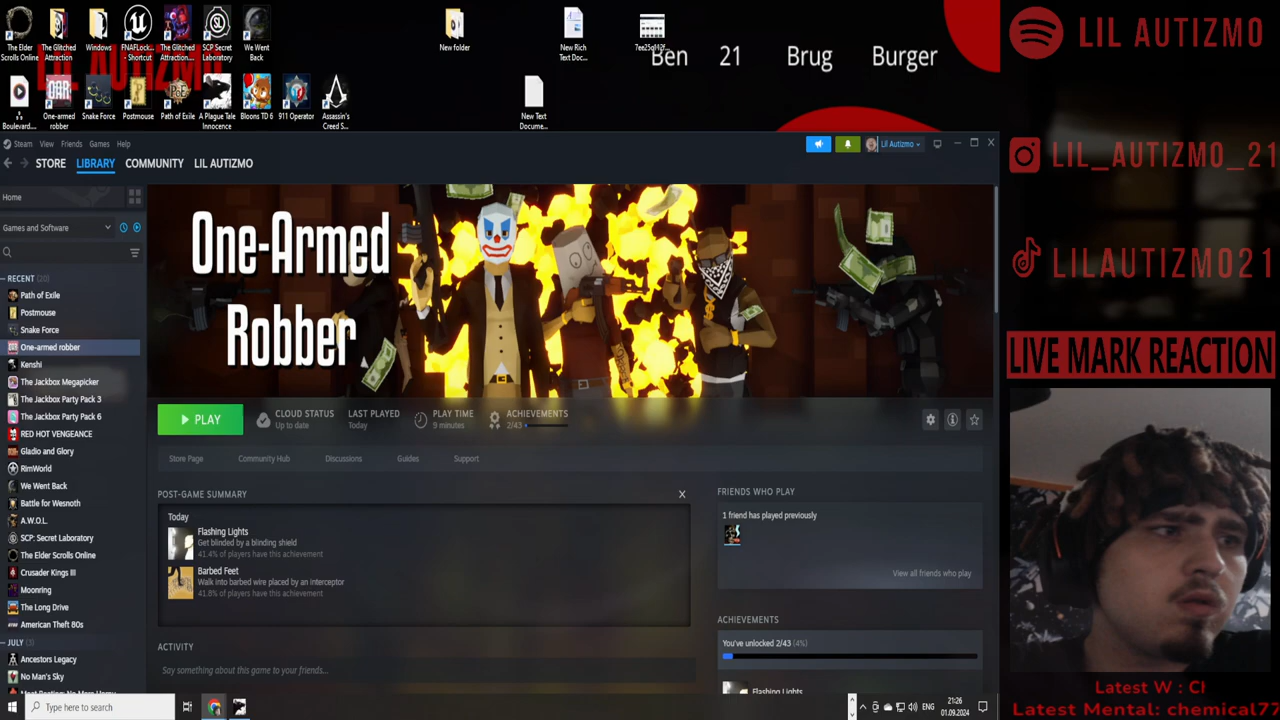 The Elder Scrolls Online
The Glitched Attraction
Windows
FNAFLock... - Shortcut
The Glitched Attraction...
SCP Secret Laboratory
We Went Back
New folder
New Rich Text Doc...
Ben 21 Brug Burger
LIL AUTIZMO
Boulevard...
One-armed robber
Snake Force
Postmouse
Path of Exile
A Plague Tale Innocence
Bloons TD 6
911 Operator
Assassin's Creed S...
New Text Docume...
LIL_AUTIZMO_21
LILAUTIZMO21
LIVE MARK REACTION
Steam View Friends Games Help
Lil Autizmo
STORE LIBRARY COMMUNITY LIL AUTIZMO
Home
Games and Software
RECENT (20)
Path of Exile
Postmouse
Snake Force
One-armed robber
Kenshi
The Jackbox Megapicker
The Jackbox Party Pack 3
The Jackbox Party Pack 6
RED HOT VENGEANCE
Gladio and Glory
RimWorld
We Went Back
Battle for Wesnoth
A.W.O.L.
SCP: Secret Laboratory
The Elder Scrolls Online
Crusader Kings III
Moonring
The Long Drive
American Theft 80s
JULY (3)
Ancestors Legacy
No Man's Sky
One-Armed
Robber
PLAY
CLOUD STATUS
Up to date
LAST PLAYED
Today
PLAY TIME
9 minutes
ACHIEVEMENTS
2/43
Store Page Community Hub Discussions Guides Support
POST-GAME SUMMARY X
Today
Flashing Lights
Get blinded by a blinding shield
41.4% of players have this achievement
Barbed Feet
Walk into barbed wire placed by an interceptor
41.8% of players have this achievement
ACTIVITY
Say something about this game to your friends...
FRIENDS WHO PLAY
1 friend has played previously
View all friends who play
ACHIEVEMENTS
You've unlocked 2/43 (4%)
Flashing Lights
Type here to search
ENG
21:26
01.09.2024
Latest W : CI
Latest Mental: chemical77